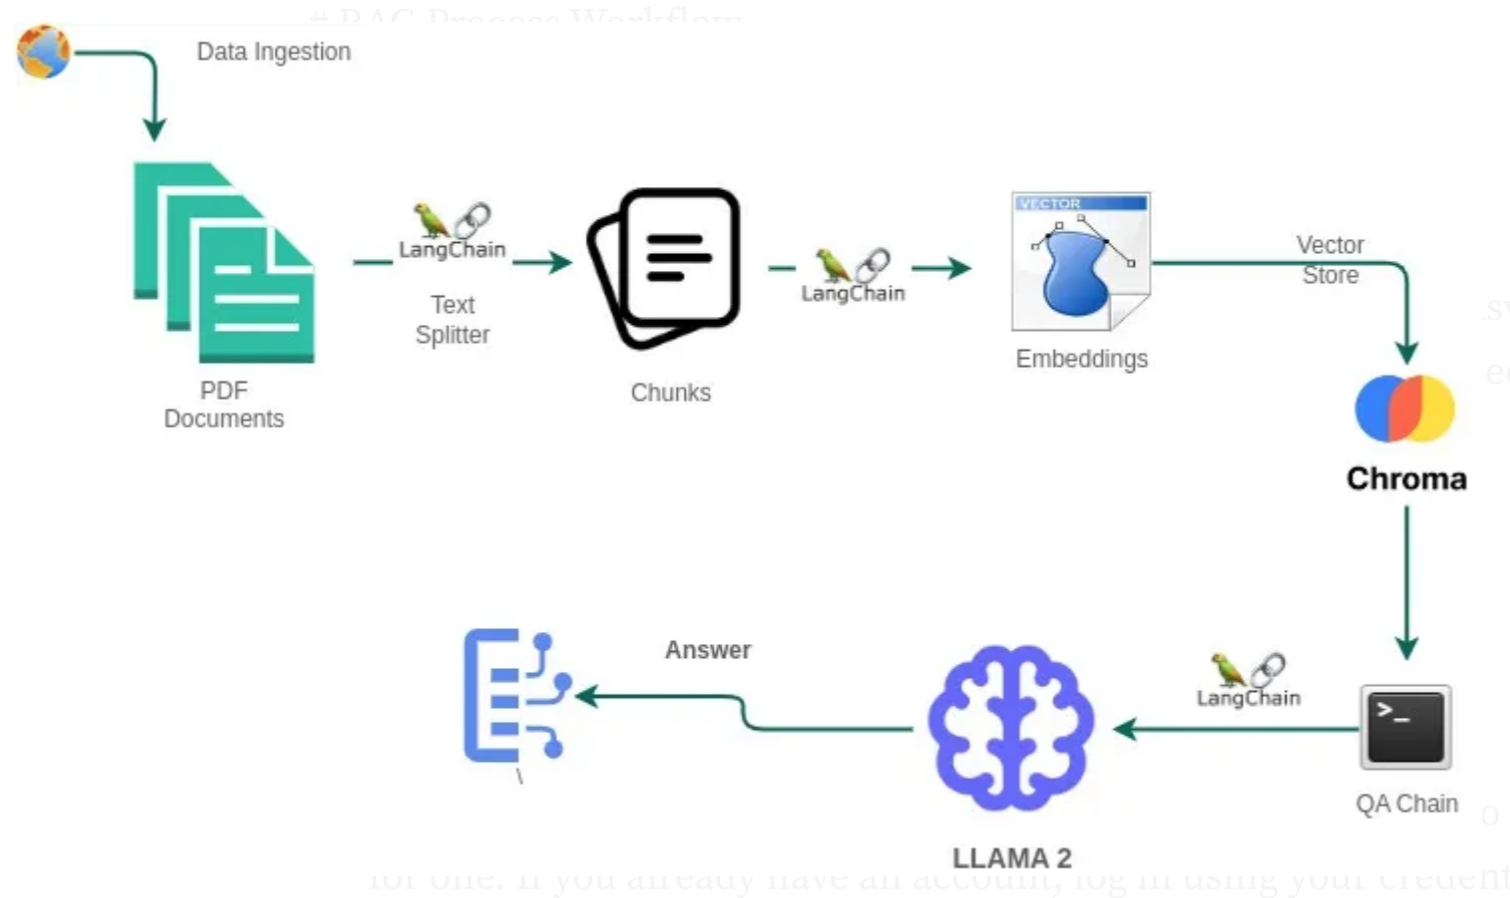 # RAG Process Workflow
Data Ingestion
LangChain
Text
Splitter
PDF
Documents
Chunks
LangChain
VECTOR
Embeddings
Vector
Store
Chroma
Answer
LangChain
>_
QA Chain
LLAMA 2
\
for one. If you already have an account, log in using your credent